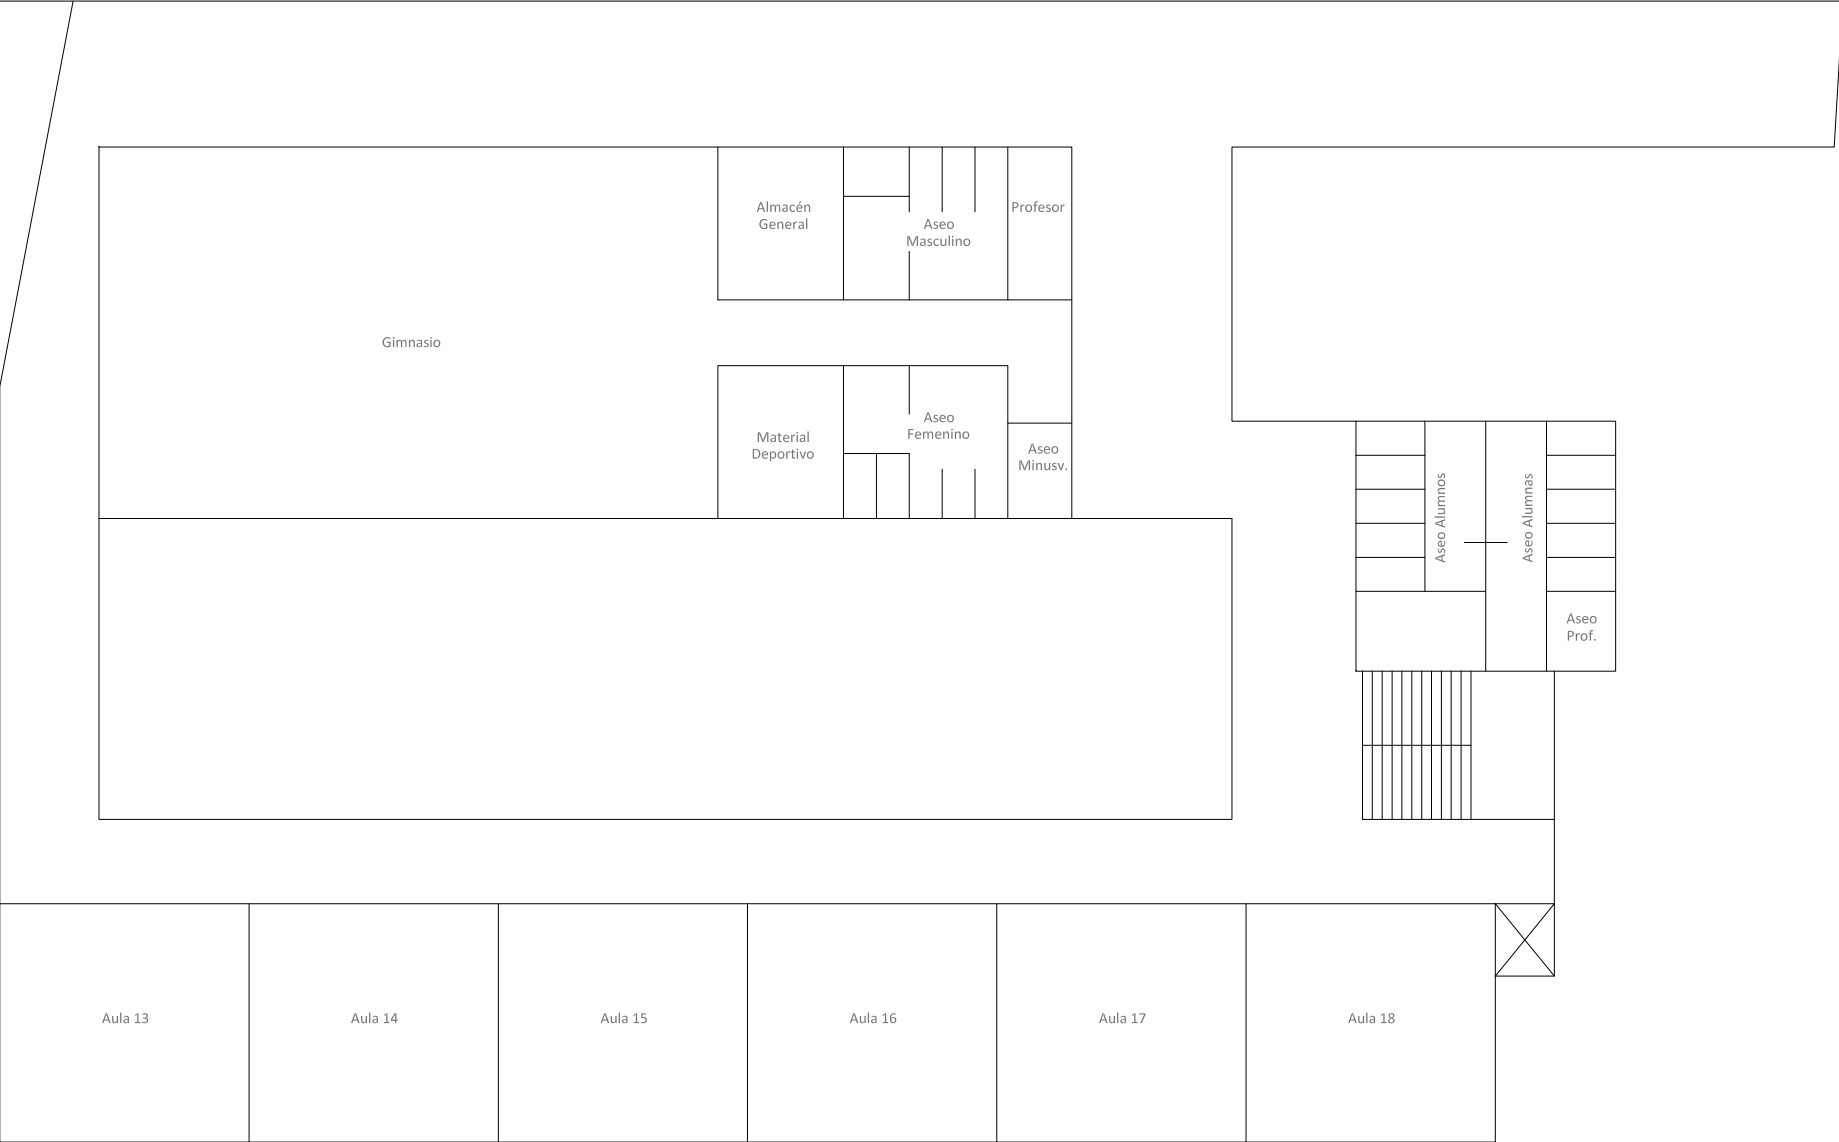 Almacén
General
Aseo
Masculino
Profesor
Gimnasio
Material
Deportivo
Aseo
Femenino
Aseo
Minusv.
Aseo Alumnos
Aseo Alumnas
Aseo
Prof.
Aula 13
Aula 14
Aula 15
Aula 16
Aula 17
Aula 18